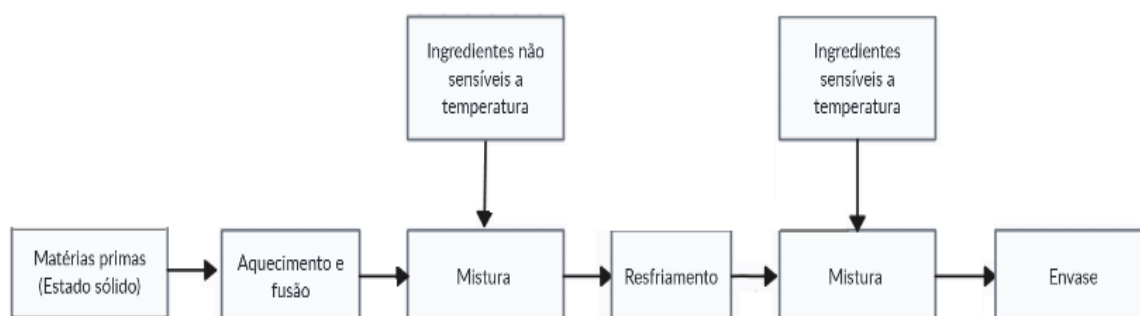 Ingredientes não
sensíveis a
temperatura
Ingredientes
sensíveis a
temperatura
Matérias primas
(Estado sólido)
Aquecimento e
fusão
Mistura
Resfriamento
Mistura
Envase